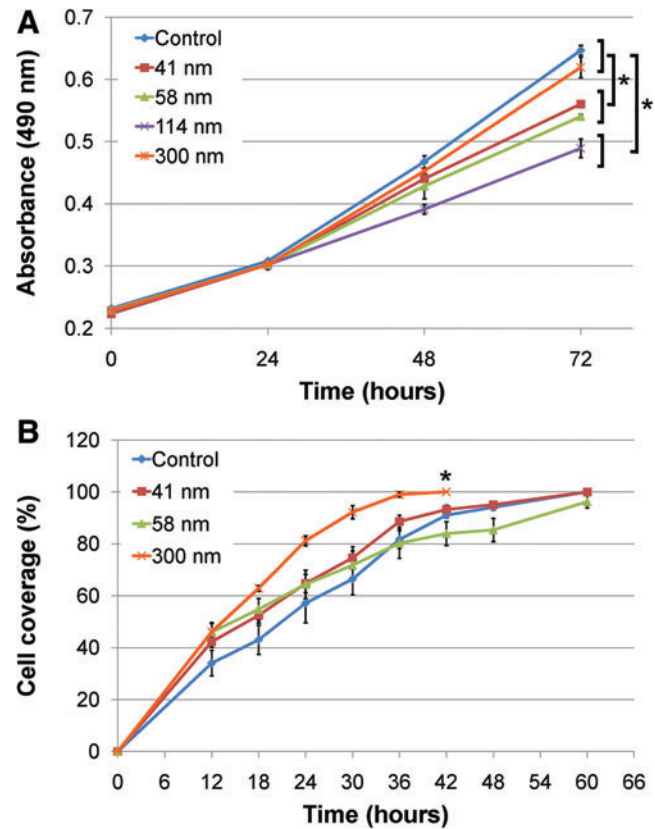 A
Absorbance (490 nm)
0.7
0.6
0.5
0.4
0.3
0.2
Control
41 nm
58 nm
114 nm
300 nm
*
*
0 24 48 72
Time (hours)
B
Cell coverage (%)
120
100
80
60
40
20
0
Control
41 nm
58 nm
300 nm
*
0 6 12 18 24 30 36 42 48 54 60 66
Time (hours)